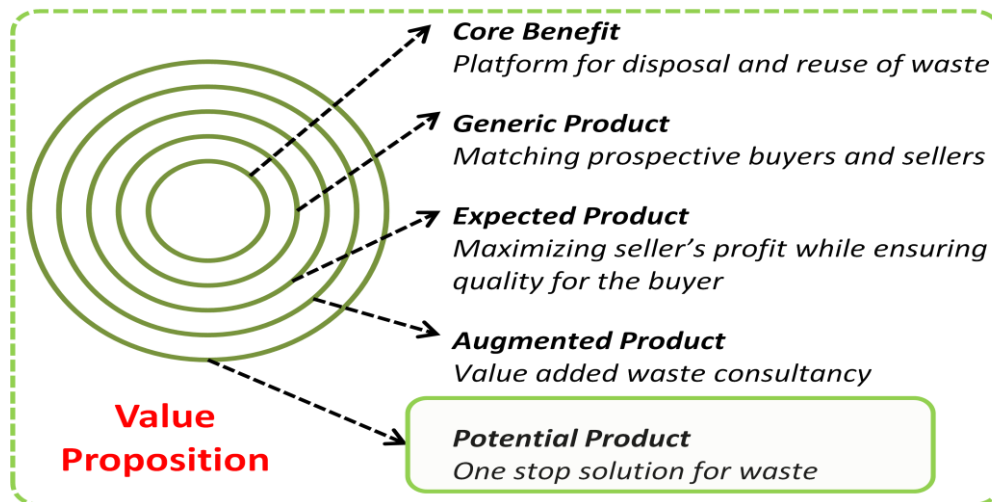 Core Benefit
Platform for disposal and reuse of waste
Generic Product
Matching prospective buyers and sellers
Expected Product
Maximizing seller's profit while ensuring
quality for the buyer
Augmented Product
Value added waste consultancy
Potential Product
One stop solution for waste
Value
Proposition